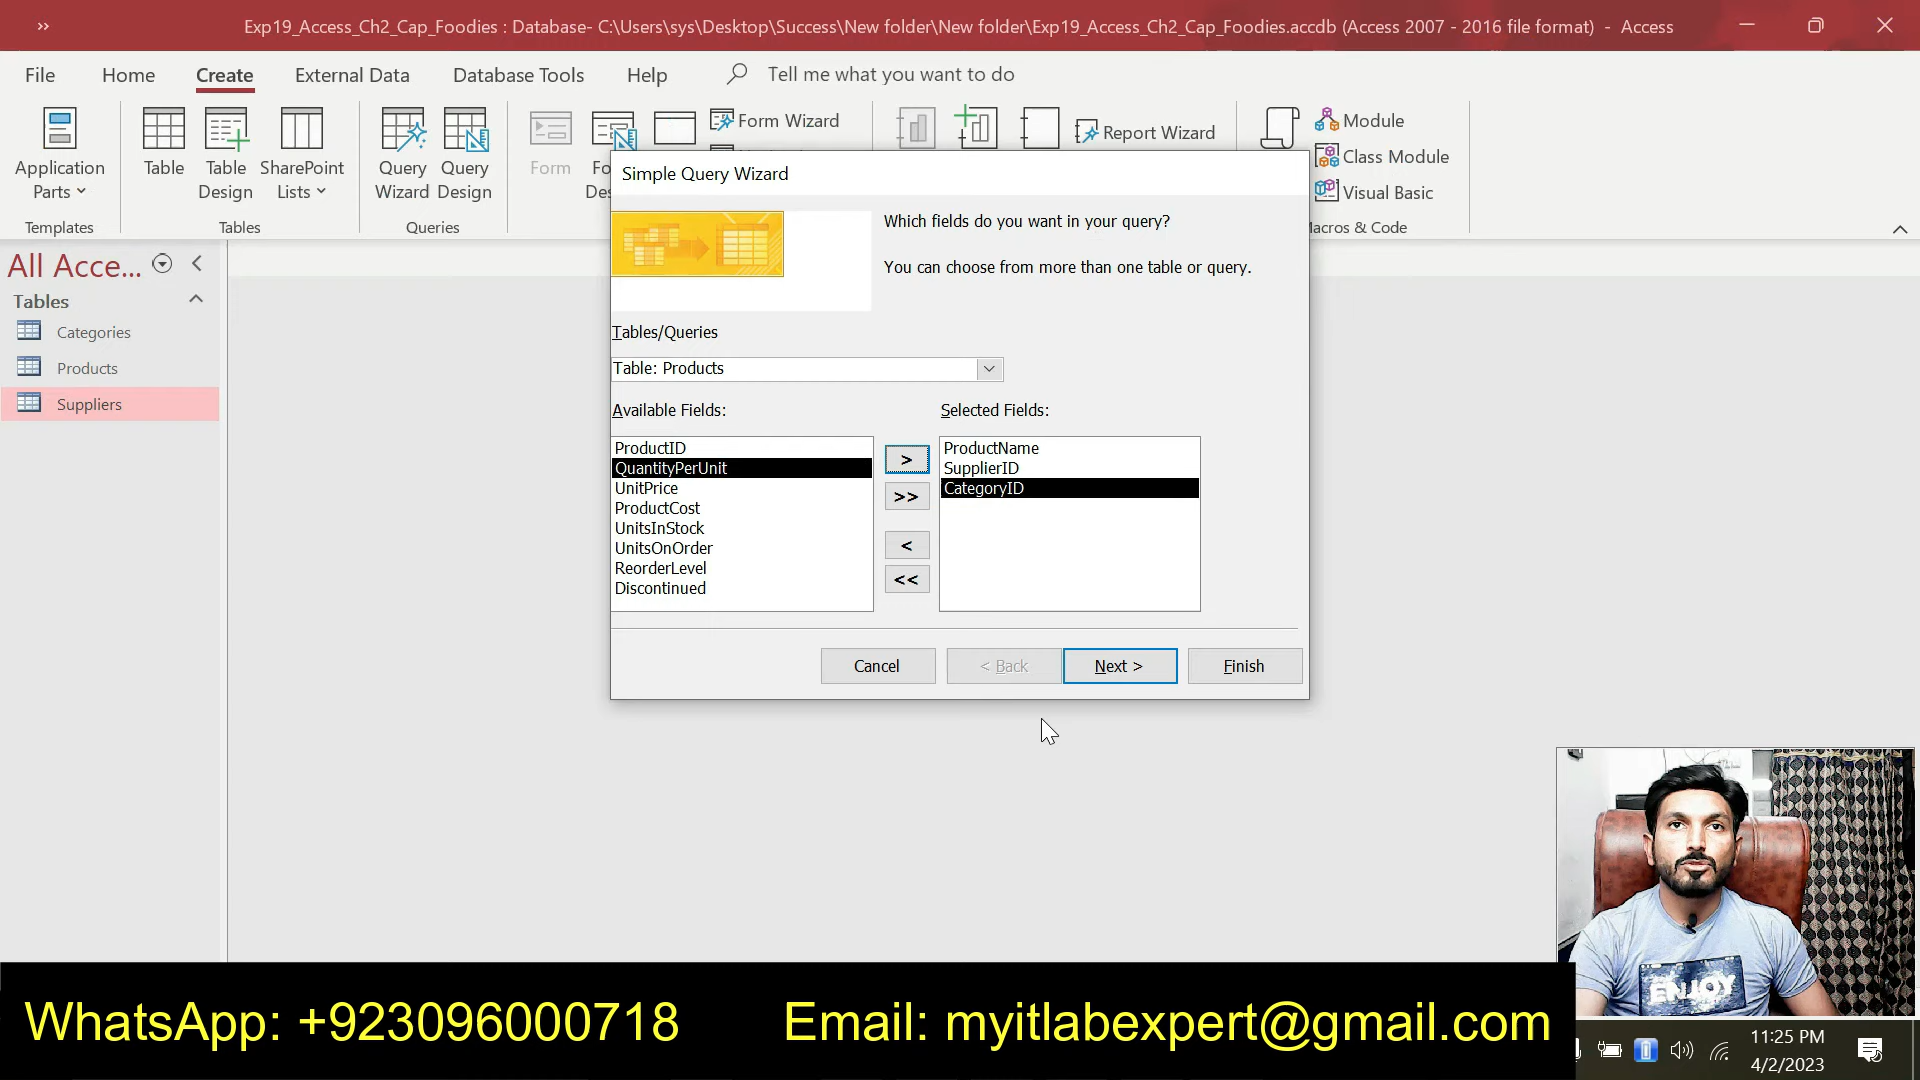 Exp19_Access_Ch2_Cap_Foodies : Database- C:\Users\sys\Desktop\Success\New folder\New folder\Exp19_Access_Ch2_Cap_Foodies.accdb (Access 2007 - 2016 file format) - Access
File Home Create External Data Database Tools Help Tell me what you want to do
Application Parts
Table
Table Design
SharePoint Lists
Query Wizard
Query Design
Form
Form Wizard
Report Wizard
Module
Class Module
Visual Basic
Templates
Tables
Queries
acros & Code
All Acce...
Tables
Categories
Products
Suppliers
Simple Query Wizard
Which fields do you want in your query?
You can choose from more than one table or query.
Tables/Queries
Table: Products
Available Fields:
ProductID
QuantityPerUnit
UnitPrice
ProductCost
UnitsInStock
UnitsOnOrder
ReorderLevel
Discontinued
>
>>
<
<<
Selected Fields:
ProductName
SupplierID
CategoryID
Cancel
< Back
Next >
Finish
ENJOY
WhatsApp: +923096000718 Email: myitlabexpert@gmail.com
11:25 PM
4/2/2023